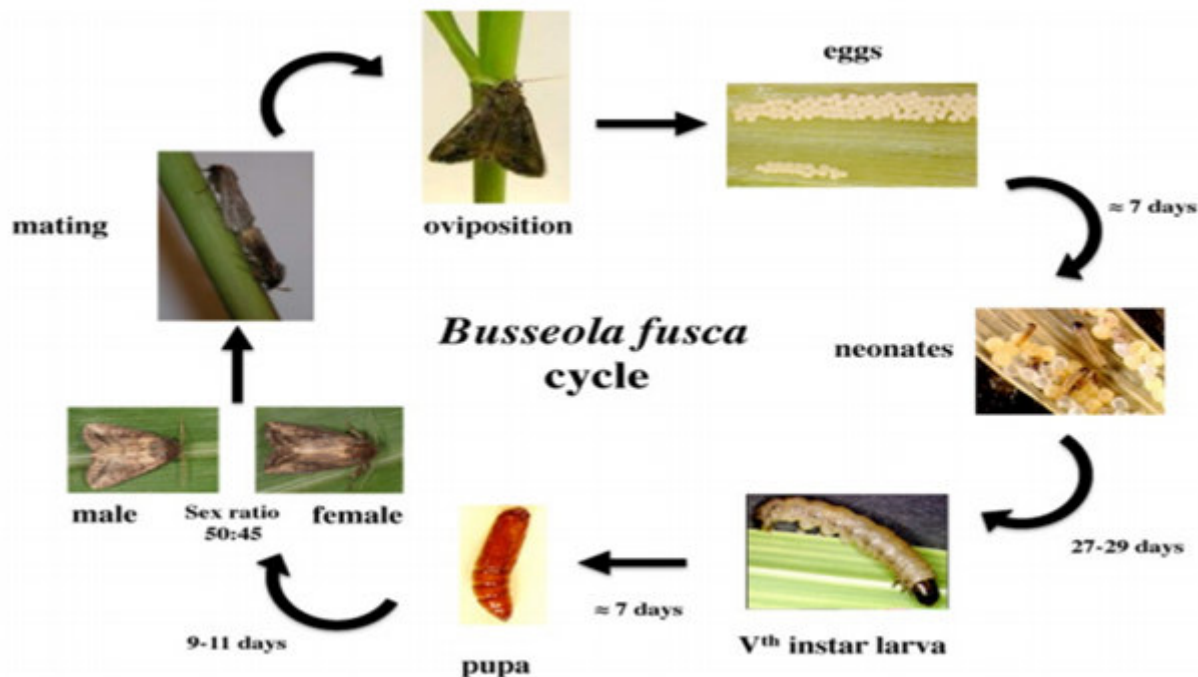 eggs
mating
oviposition
≈ 7 days
Busseola fusca
cycle
neonates
male
Sex ratio
50:45
female
27-29 days
≈ 7 days
9-11 days
Vth instar larva
pupa